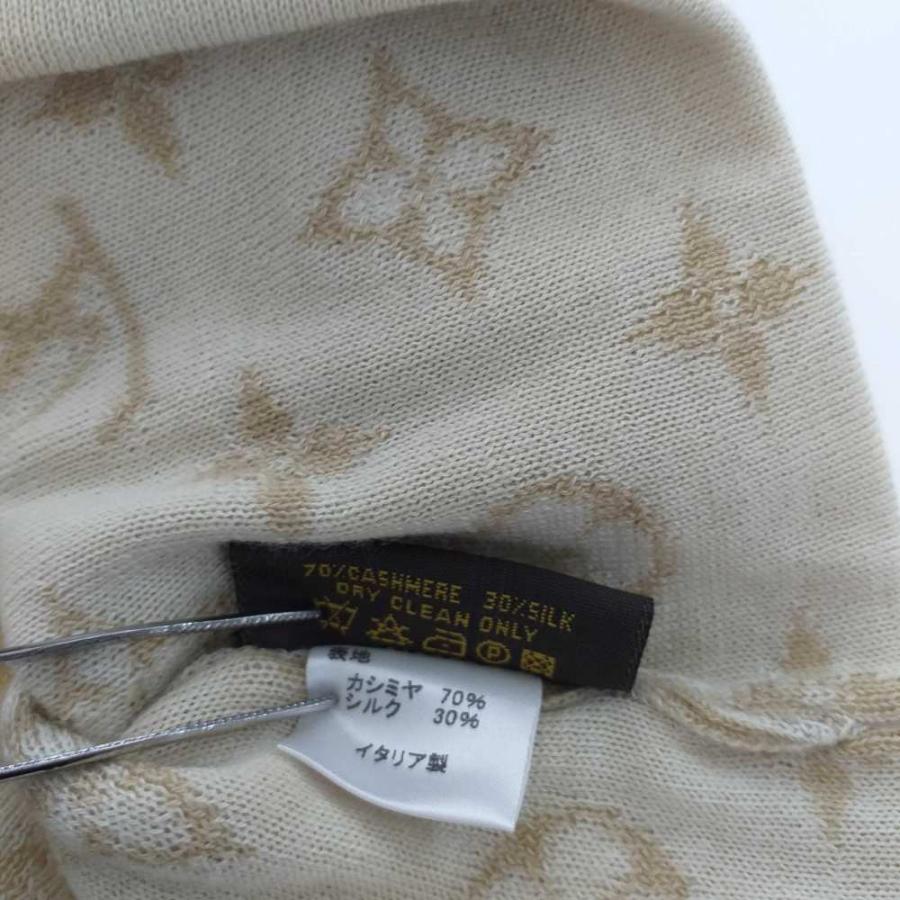 70%CASHMERE 30%SILK
DRY CLEAN ONLY
P
表地
カシミヤ 70%
シルク 30%
イタリア製